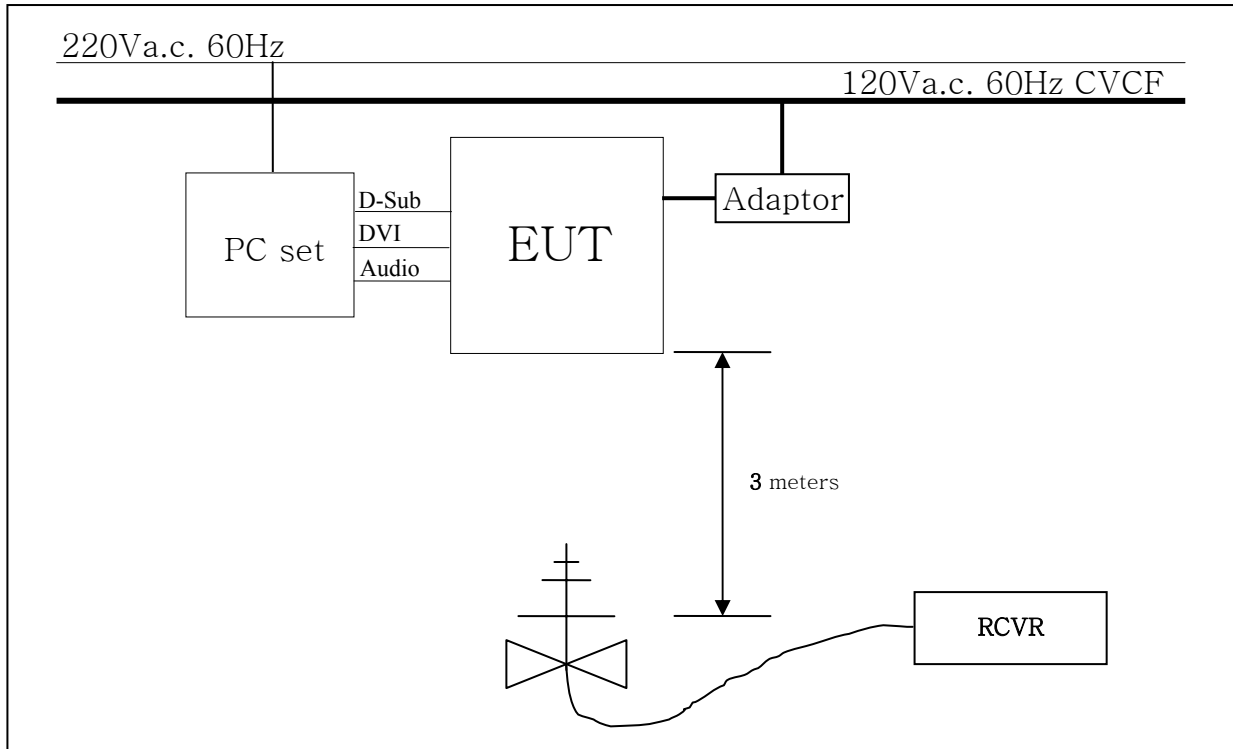 220Va.c. 60Hz
120Va.c. 60Hz CVCF
D-Sub
DVI
Audio
PC set
EUT
Adaptor
3 meters
RCVR